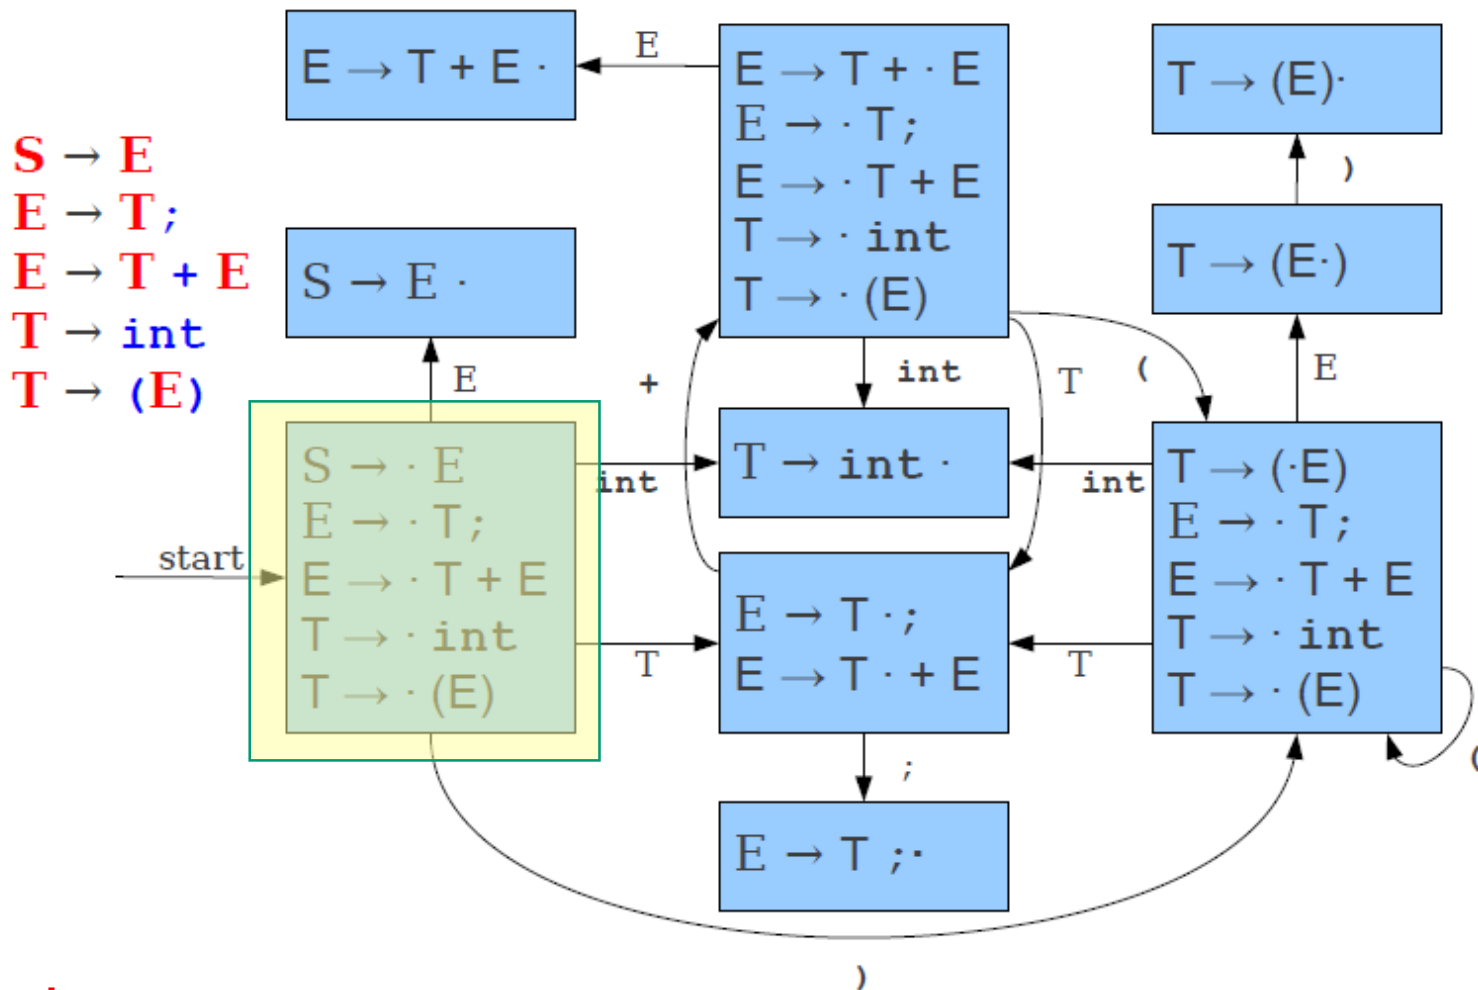 S → E
E → T ;
E → T + E
T → int
T → (E)
E → T + E ·
E
E → T + · E
E → · T ;
E → · T + E
T → · int
T → · (E)
T → (E)·
)
T → (E·)
S → E ·
E
+
int
T
(
E
start
S → · E
E → · T ;
E → · T + E
T → · int
T → · (E)
int
T → int ·
int
T → (·E)
E → · T ;
E → · T + E
T → · int
T → · (E)
T
E → T · ;
E → T · + E
T
(
;
E → T ; ·
)